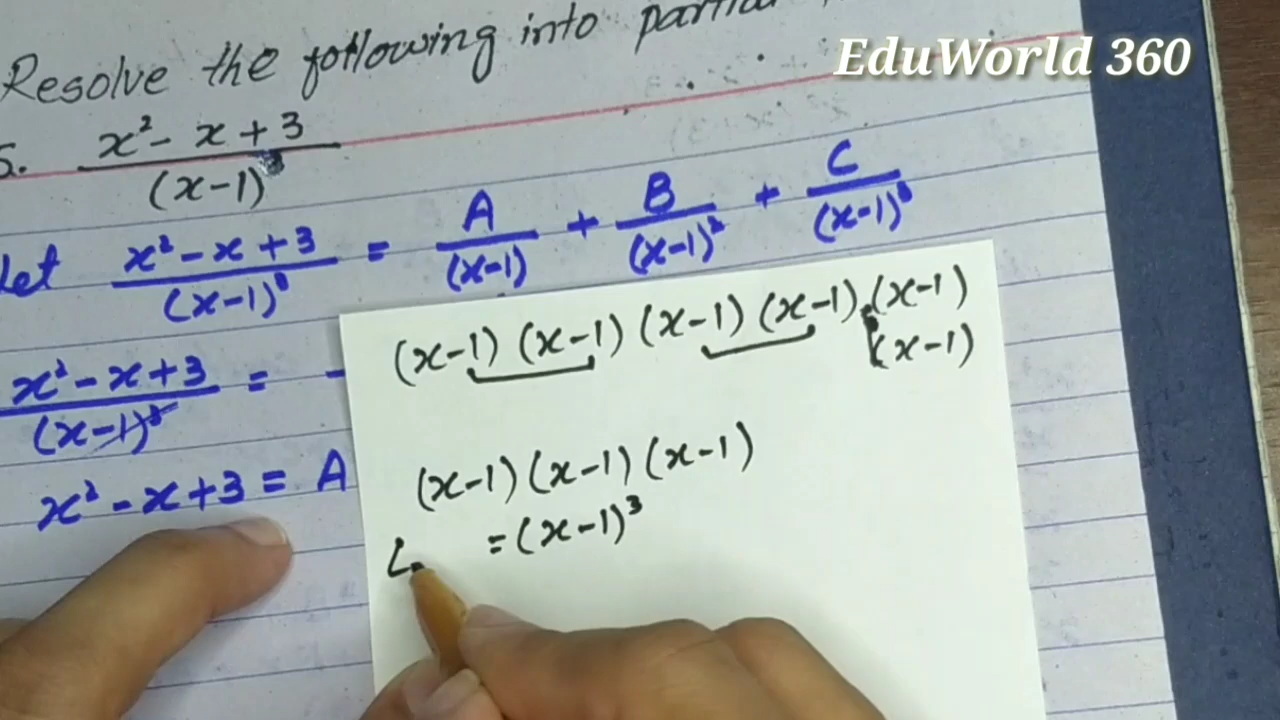 EduWorld 360
Resolve the following into
5. x² - x + 3 / (x-1)³
Let x² - x + 3 / (x-1)³ = A / (x-1) + B / (x-1)² + C / (x-1)³
x² - x + 3 / (x-1)³ = -
x² - x + 3 = A
(x-1) (x-1) (x-1) (x-1) (x-1)
(x-1)
(x-1) (x-1) (x-1)
= (x-1)³